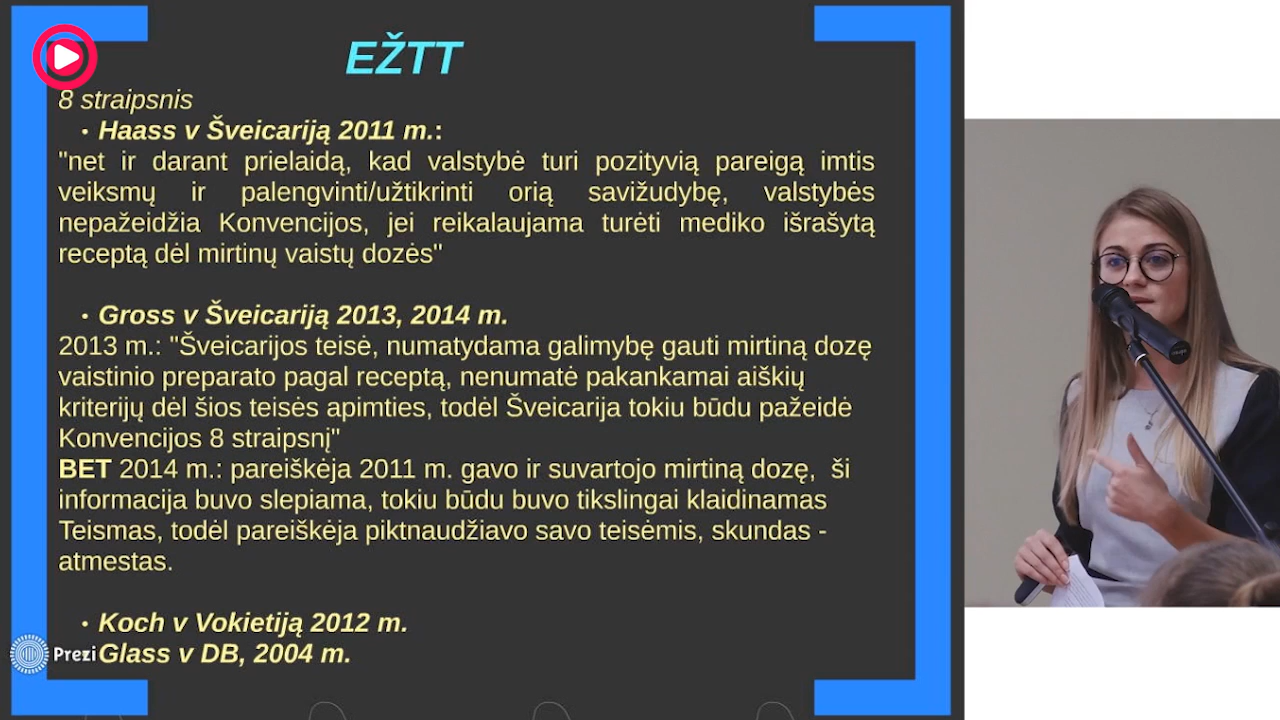 EŽTT
8 straipsnis
• Haass v Šveicariją 2011 m.:
"net ir darant prielaidą, kad valstybė turi pozityvią pareigą imtis
veiksmų ir palengvinti/užtikrinti orią savižudybę, valstybės
nepažeidžia Konvencijos, jei reikalaujama turėti mediko išrašytą
receptą dėl mirtinų vaistų dozės"
• Gross v Šveicariją 2013, 2014 m.
2013 m.: "Šveicarijos teisė, numatydama galimybę gauti mirtiną dozę
vaistinio preparato pagal receptą, nenumatė pakankamai aiškių
kriterijų dėl šios teisės apimties, todėl Šveicarija tokiu būdu pažeidė
Konvencijos 8 straipsnį"
BET 2014 m.: pareiškėja 2011 m. gavo ir suvartojo mirtiną dozę, ši
informacija buvo slepiama, tokiu būdu buvo tikslingai klaidinamas
Teismas, todėl pareiškėja piktnaudžiavo savo teisėmis, skundas -
atmestas.
• Koch v Vokietiją 2012 m.
Prezi
Glass v DB, 2004 m.